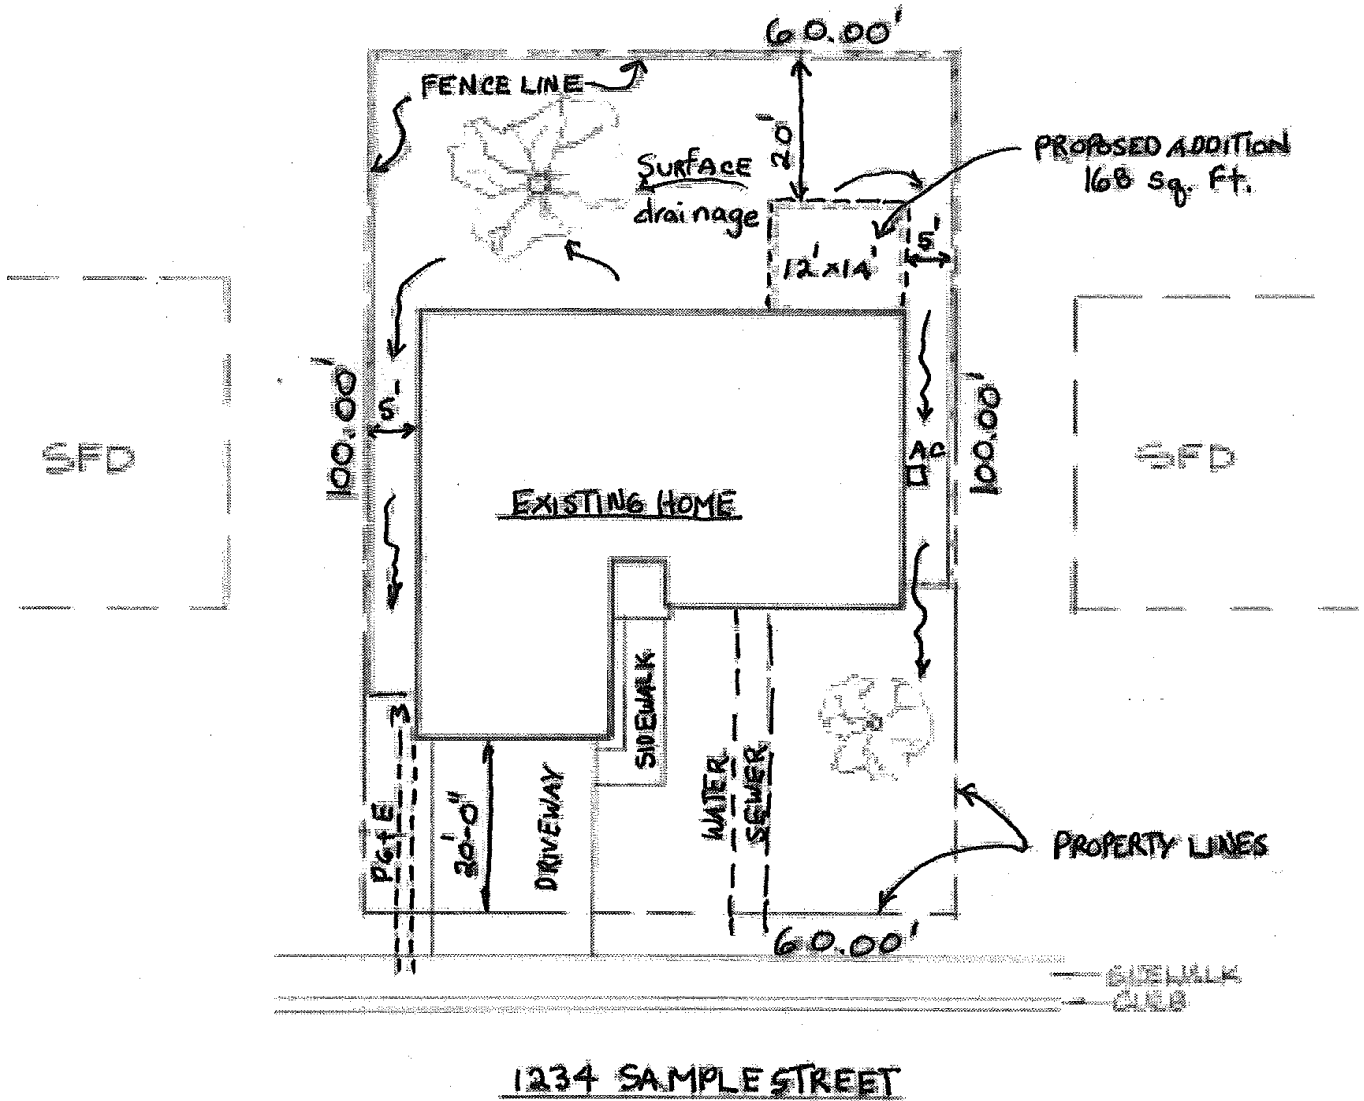 60.00'
FENCE LINE
20'
PROPOSED ADDITION
168 sq. Ft.
SURFACE
drainage
5'
12'x14'
100.00'
5'
100.00'
AC
SFD
SFD
EXISTING HOME
SIDEWALK
M
PG+E
20'-0"
DRIVEWAY
WATER
SEWER
PROPERTY LINES
60.00'
SIDEWALK
CURB
1234 SAMPLE STREET